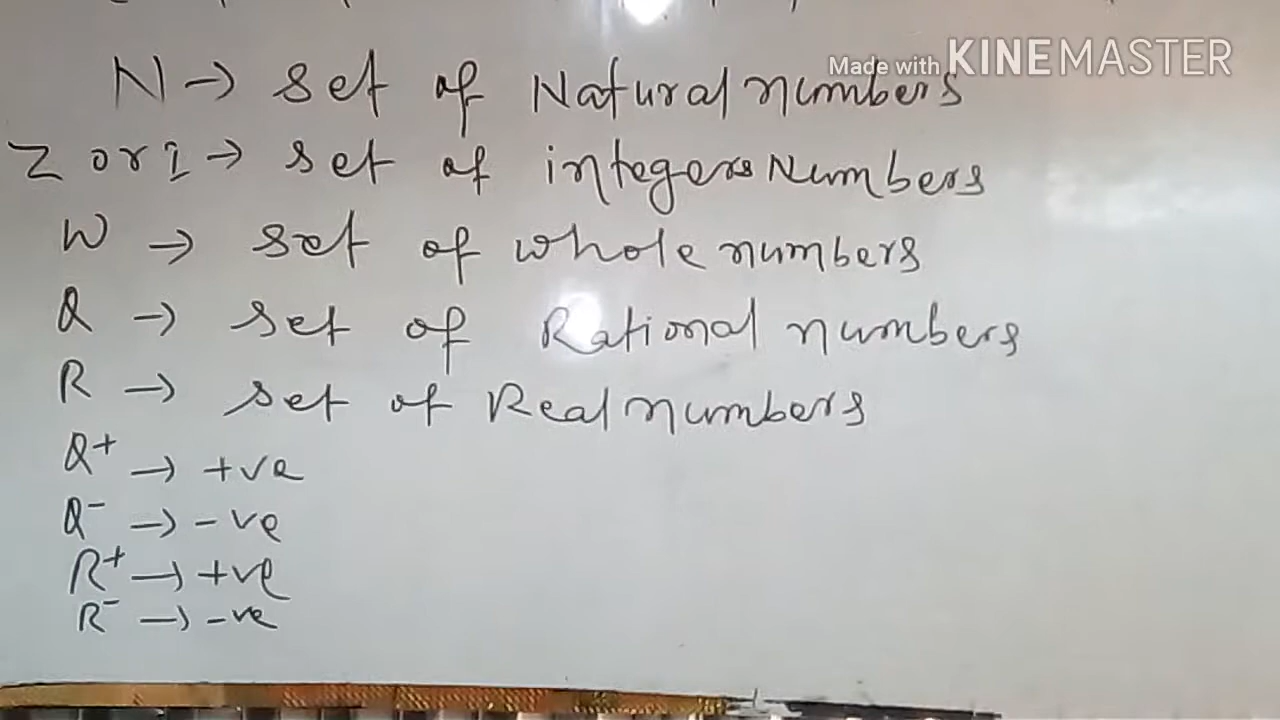 Made with KINEMASTER
N → set of Natural numbers
Z or I → set of integers Numbers
W → set of whole numbers
Q → set of Rational numbers
R → set of Real numbers
Q⁺ → +ve
Q⁻ → -ve
R⁺ → +ve
R⁻ → -ve